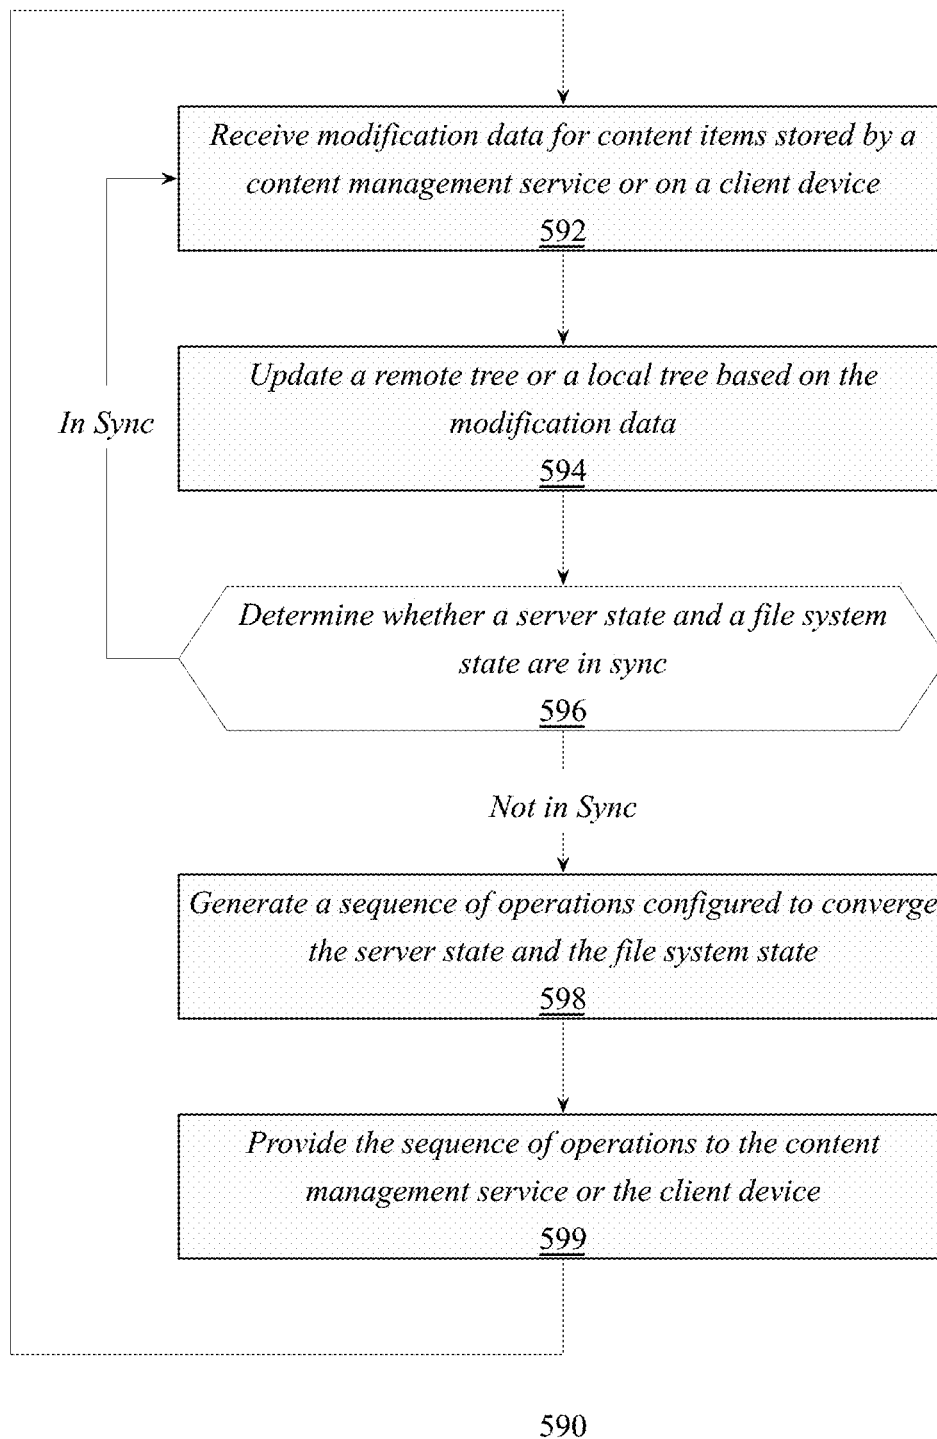 Receive modification data for content items stored by a
content management service or on a client device
592
Update a remote tree or a local tree based on the
modification data
594
In Sync
Determine whether a server state and a file system
state are in sync
596
Not in Sync
Generate a sequence of operations configured to converge
the server state and the file system state
598
Provide the sequence of operations to the content
management service or the client device
599
590